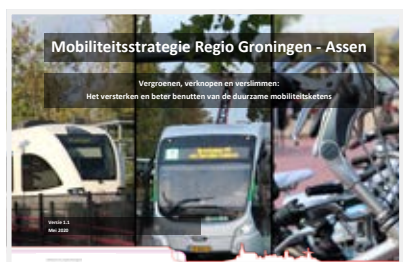 Mobiliteitsstrategie Regio Groningen - Assen
Vergroenen, verknopen en verslimmen:
Het versterken en beter benutten van de duurzame mobiliteitsketens
Versie 1.1
Mei 2020